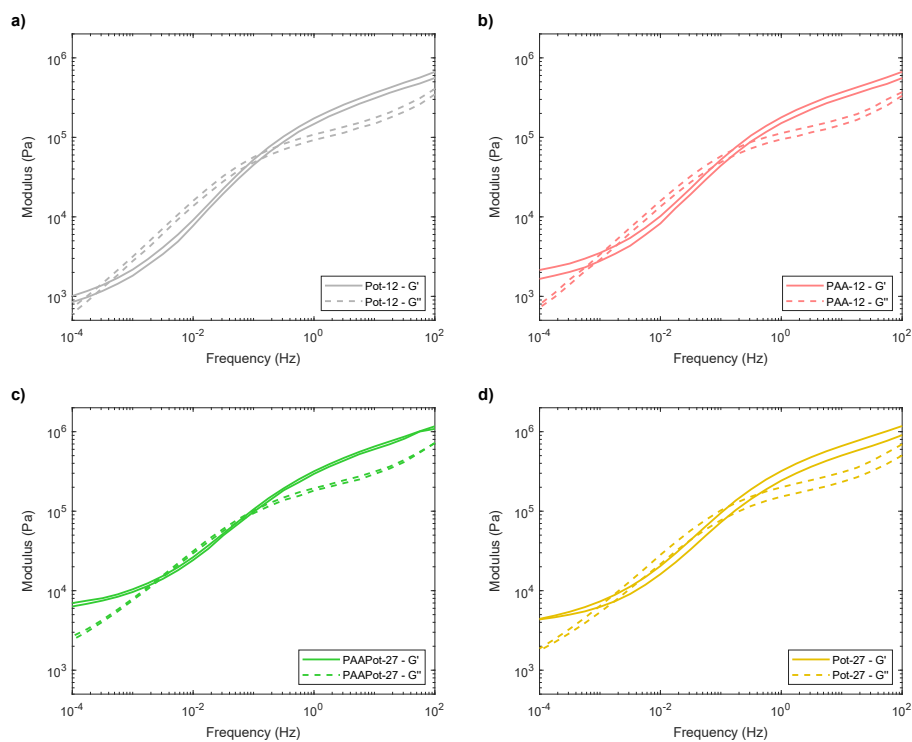 a)
10^6
10^5
10^4
10^3
Modulus (Pa)
Pot-12 - G'
Pot-12 - G''
10^-4
10^-2
10^0
10^2
Frequency (Hz)
b)
10^6
10^5
10^4
10^3
Modulus (Pa)
PAA-12 - G'
PAA-12 - G''
10^-4
10^-2
10^0
10^2
Frequency (Hz)
c)
10^6
10^5
10^4
10^3
Modulus (Pa)
PAAPot-27 - G'
PAAPot-27 - G''
10^-4
10^-2
10^0
10^2
Frequency (Hz)
d)
10^6
10^5
10^4
10^3
Modulus (Pa)
Pot-27 - G'
Pot-27 - G''
10^-4
10^-2
10^0
10^2
Frequency (Hz)